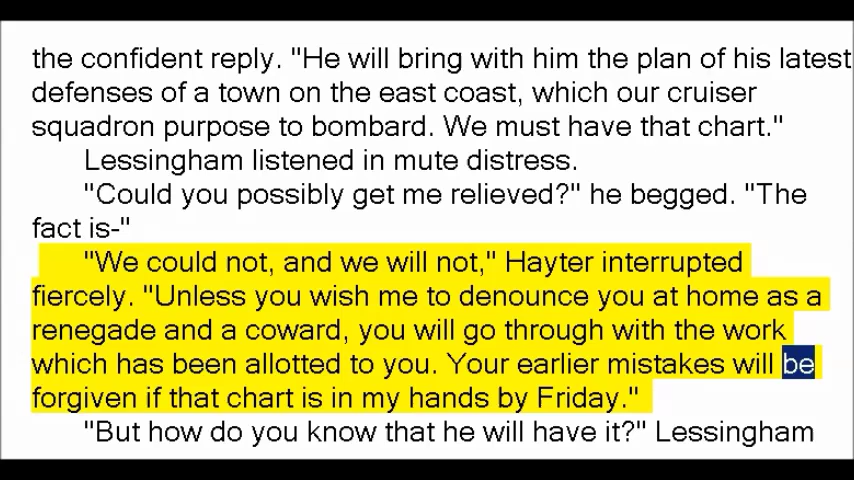 the confident reply. "He will bring with him the plan of his latest
defenses of a town on the east coast, which our cruiser
squadron purpose to bombard. We must have that chart."
Lessingham listened in mute distress.
"Could you possibly get me relieved?" he begged. "The
fact is-"
"We could not, and we will not," Hayter interrupted
fiercely. "Unless you wish me to denounce you at home as a
renegade and a coward, you will go through with the work
which has been allotted to you. Your earlier mistakes will be
forgiven if that chart is in my hands by Friday."
"But how do you know that he will have it?" Lessingham